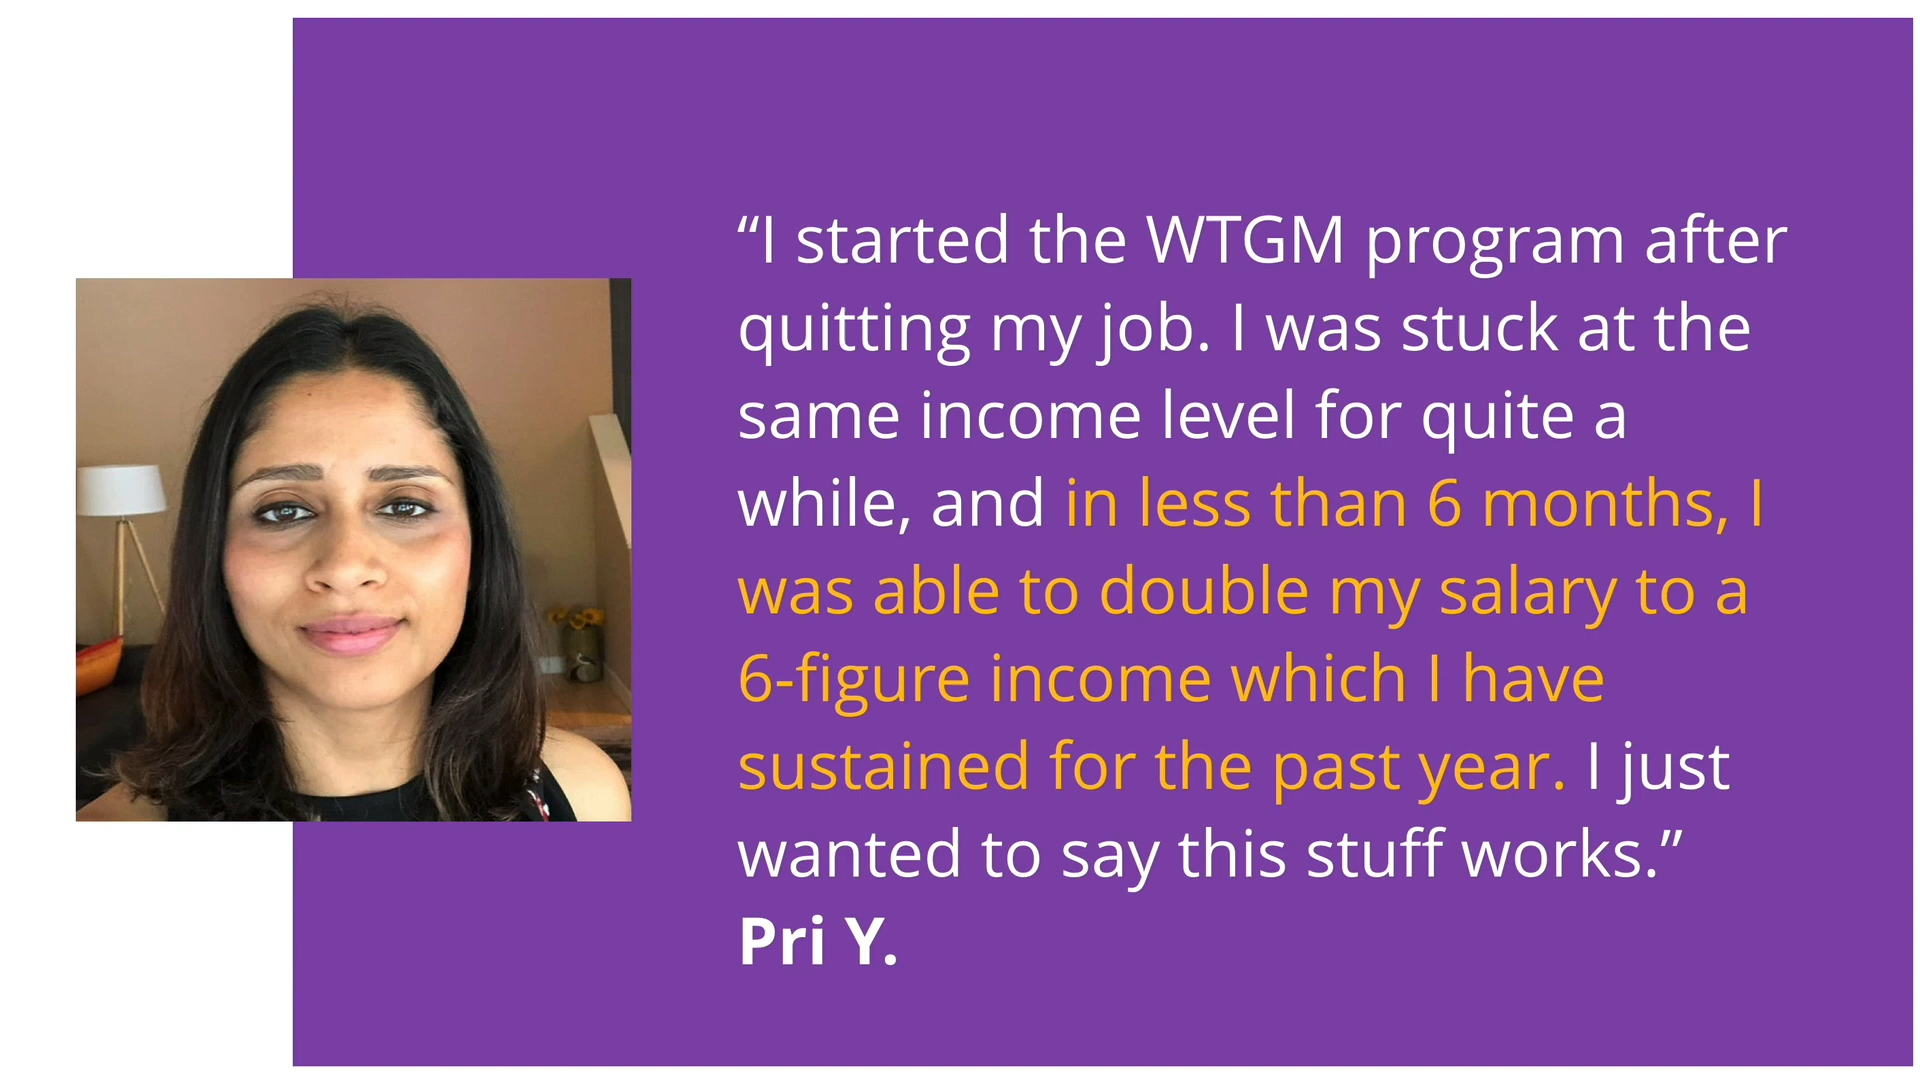 “I started the WTGM program after
quitting my job. I was stuck at the
same income level for quite a
while, and in less than 6 months, I
was able to double my salary to a
6-figure income which I have
sustained for the past year. I just
wanted to say this stuff works.”
Pri Y.